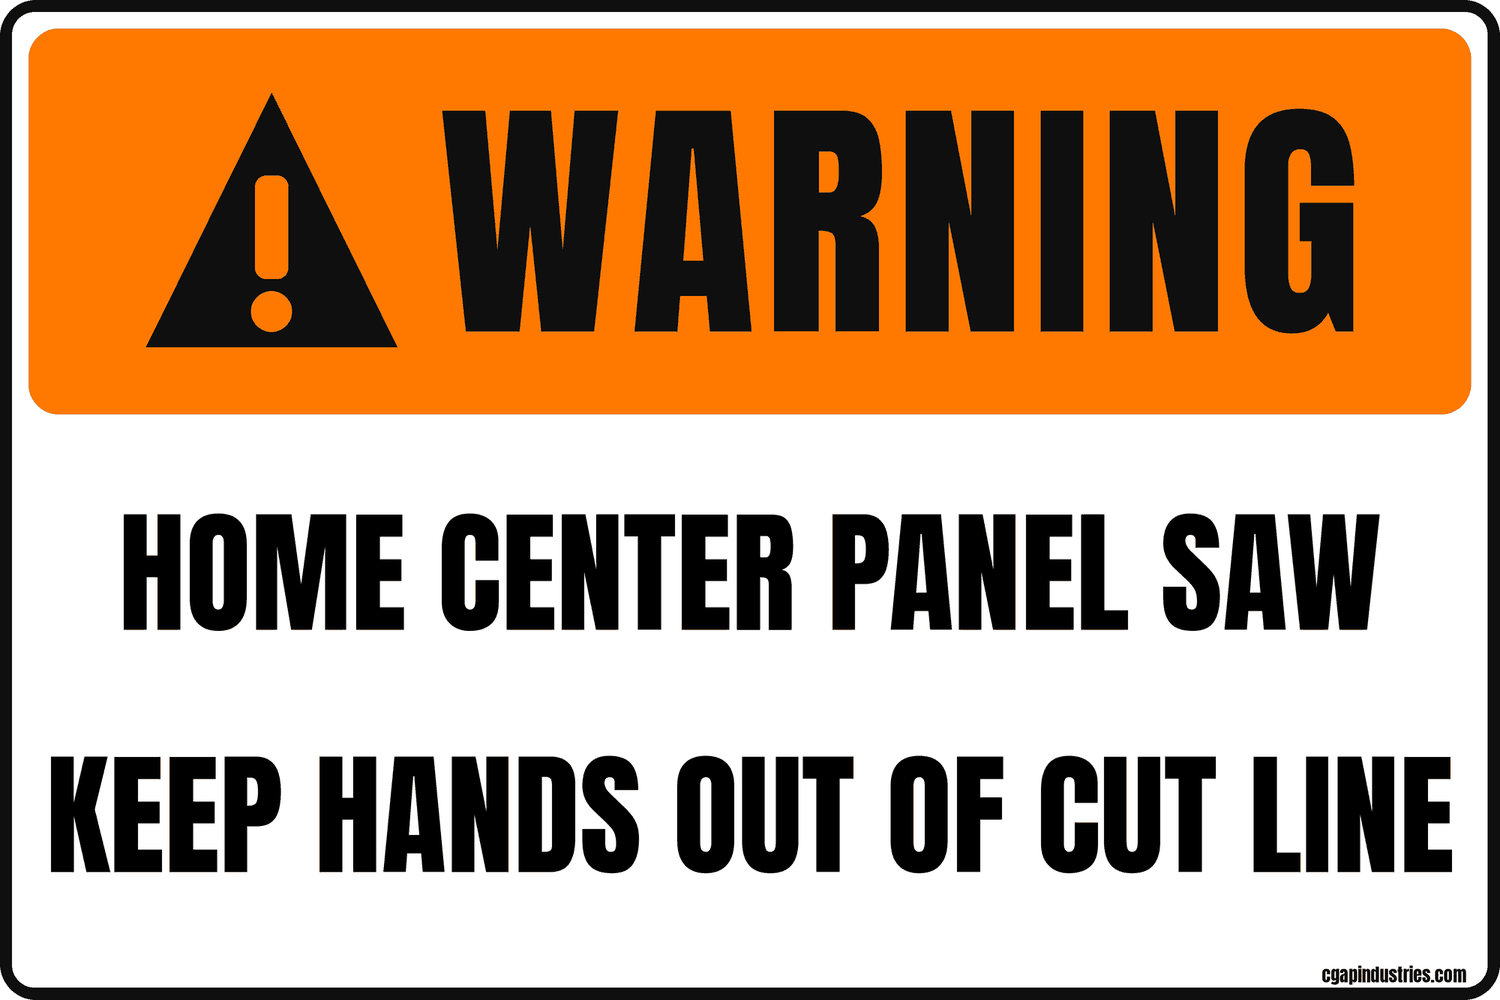 WARNING
HOME CENTER PANEL SAW
KEEP HANDS OUT OF CUT LINE
cgapindustries.com